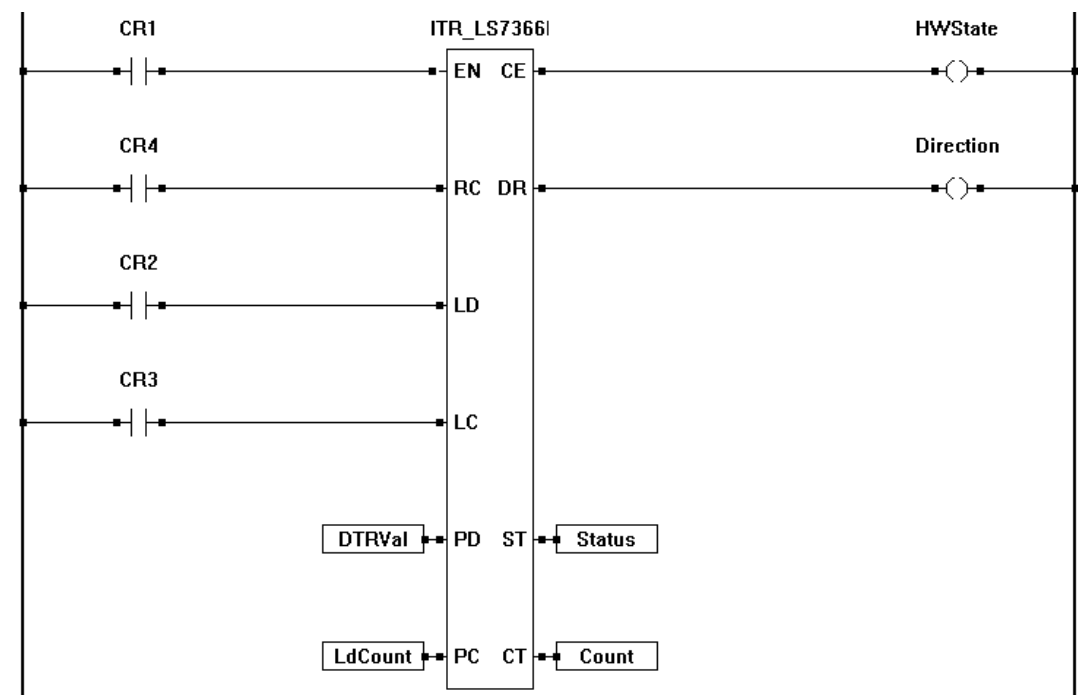 CR1 ITR_LS7366 HWState
EN CE
CR4 Direction
RC DR
CR2
LD
CR3
LC
DTRVal PD ST Status
LdCount PC CT Count